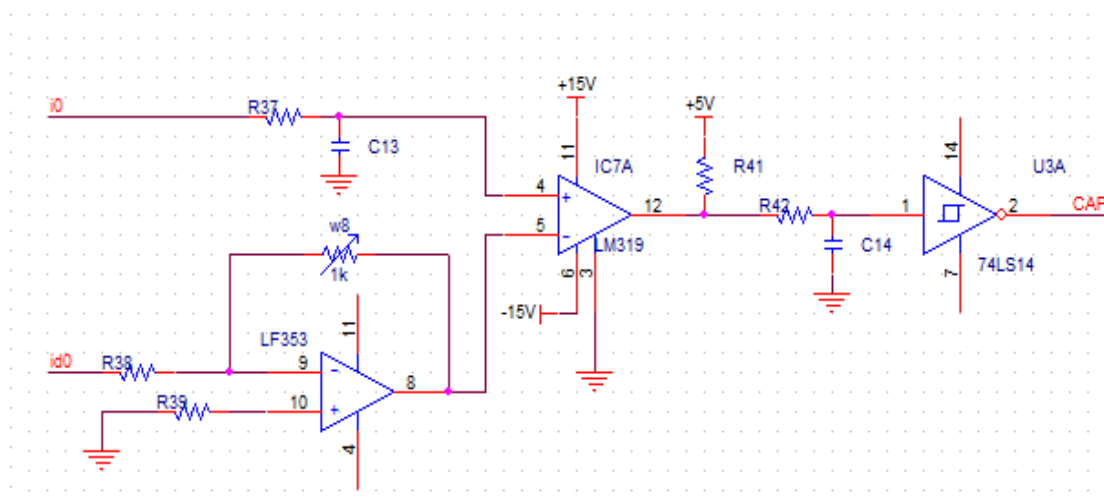 +15V
i0
R37
+5V
C13
11
IC7A
R41
14
U3A
4
+
12
R42
1
2
CAP
5
-
LM319
w8
6
3
C14
1k
-15V
7
74LS14
LF353
11
id0
R38
9
-
8
R39
10
+
4